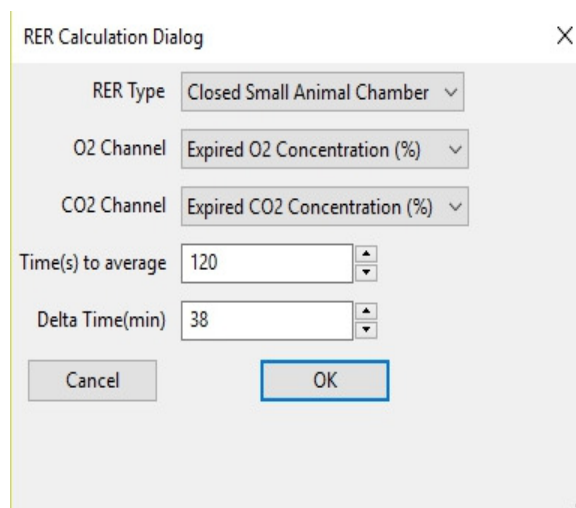 RER Calculation Dialog
RER Type Closed Small Animal Chamber
O2 Channel Expired O2 Concentration (%)
CO2 Channel Expired CO2 Concentration (%)
Time(s) to average 120
Delta Time(min) 38
Cancel OK